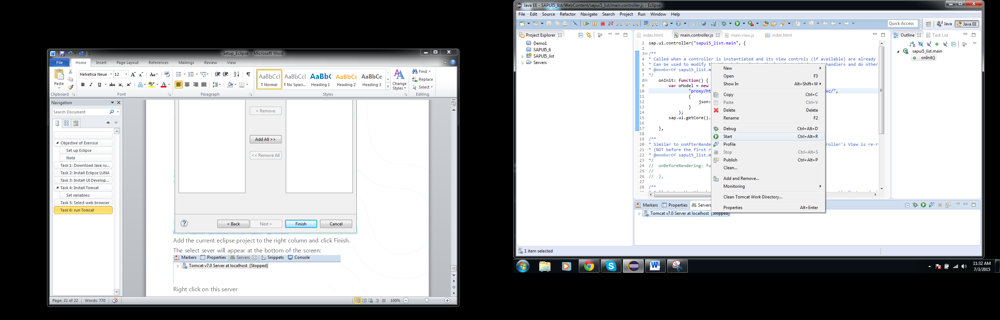 Setup_Eclipse - Microsoft Word
File Home Insert Page Layout References Mailings Review View
Paste
Helvetica Neue 12
Clipboard Font Paragraph Styles Editing
AaBbCcI AaBbCcI AaBb( AaBbCc AaBbCc
¶ Normal ¶ No Spaci... Heading 1 Heading 2 Heading 3
Change Styles
Find
Replace
Select
Navigation
Search Document
Objective of Exercise
Set up Eclipse
Note
Task 1: Download Java ru...
Task 2: Install Eclipse LUNA
Task 3: Install UI Develop...
Task 4: Install Tomcat
Set variables:
Task 5: Select web browser
Task 6: run Tomcat
< Remove
Add All >>
<< Remove All
< Back Next > Finish Cancel
Add the current eclipse project to the right column and click Finish.
The select sever will appear at the bottom of the screen:
Markers Properties Servers Snippets Console
Tomcat v7.0 Server at localhost [Stopped]
Right click on this server
Page: 22 of 22 Words: 770 100%
Java EE - SAPUI5_list/WebContent/sapui5_list/main.controller.js - Eclipse
File Edit Source Refactor Navigate Search Project Run Window Help
Quick Access Java Java EE
Project Explorer
Demo1
SAPUI5_6
SAPUI5_list
Servers
index.html main.controller.js main.view.js index.html
1 sap.ui.controller("sapui5_list.main", {
2
3 /**
4 * Called when a controller is instantiated and its View controls (if available) are already
5 * Can be used to modify handlers and do other
6 * @memberOf sapui5_list.m
7 */
8 onInit: function() {
9 var oModel = new
10 "proxy/ht vc/",
11 {
12 json:
13 }
14 );
15 sap.ui.getCore().
16
17 },
18
19 /**
20 * Similar to onAfterRende roller's View is re-r
21 * (NOT before the first r
22 * @memberOf sapui5_list.m
23 */
24 // onBeforeRendering: fu
25 //
26 // },
27
28 /**
New
Open F3
Show In Alt+Shift+W
Copy Ctrl+C
Paste Ctrl+V
Delete Delete
Rename F2
Debug Ctrl+Alt+D
Start Ctrl+Alt+R
Profile
Stop Ctrl+Alt+S
Publish Ctrl+Alt+P
Clean...
Add and Remove...
Monitoring
Clean Tomcat Work Directory...
Properties Alt+Enter
Outline Task List
sapui5_list.main
onInit()
Markers Properties Servers
Tomcat v7.0 Server at localhost [Stopped]
1 item selected
11:32 AM
7/3/2015